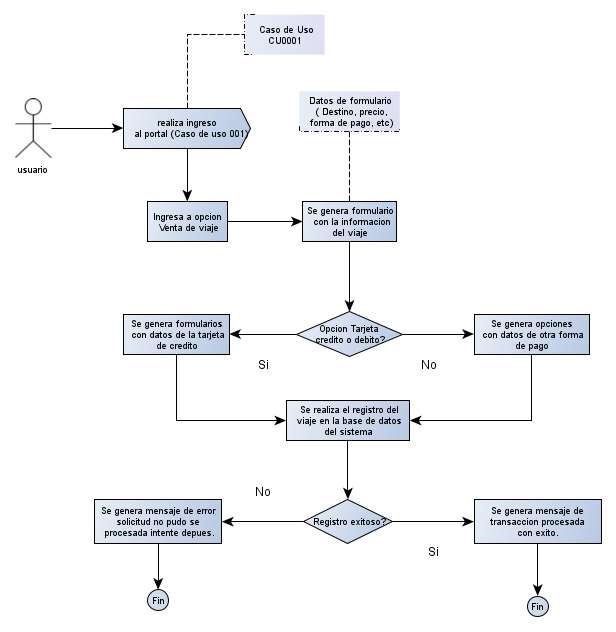 Caso de Uso
CU0001
Datos de formulario
( Destino, precio,
forma de pago, etc)
realiza ingreso
al portal (Caso de uso 001)
usuario
Ingresa a opcion
Venta de viaje
Se genera formulario
con la informacion
del viaje
Opcion Tarjeta
credito o debito?
Se genera formularios
con datos de la tarjeta
de credito
Se genera opciones
con datos de otra forma
de pago
Si
No
Se realiza el registro del
viaje en la base de datos
del sistema
No
Se genera mensaje de error
solicitud no pudo se
procesada intente depues.
Registro exitoso?
Se genera mensaje de
transaccion procesada
con exito.
Si
Fin
Fin